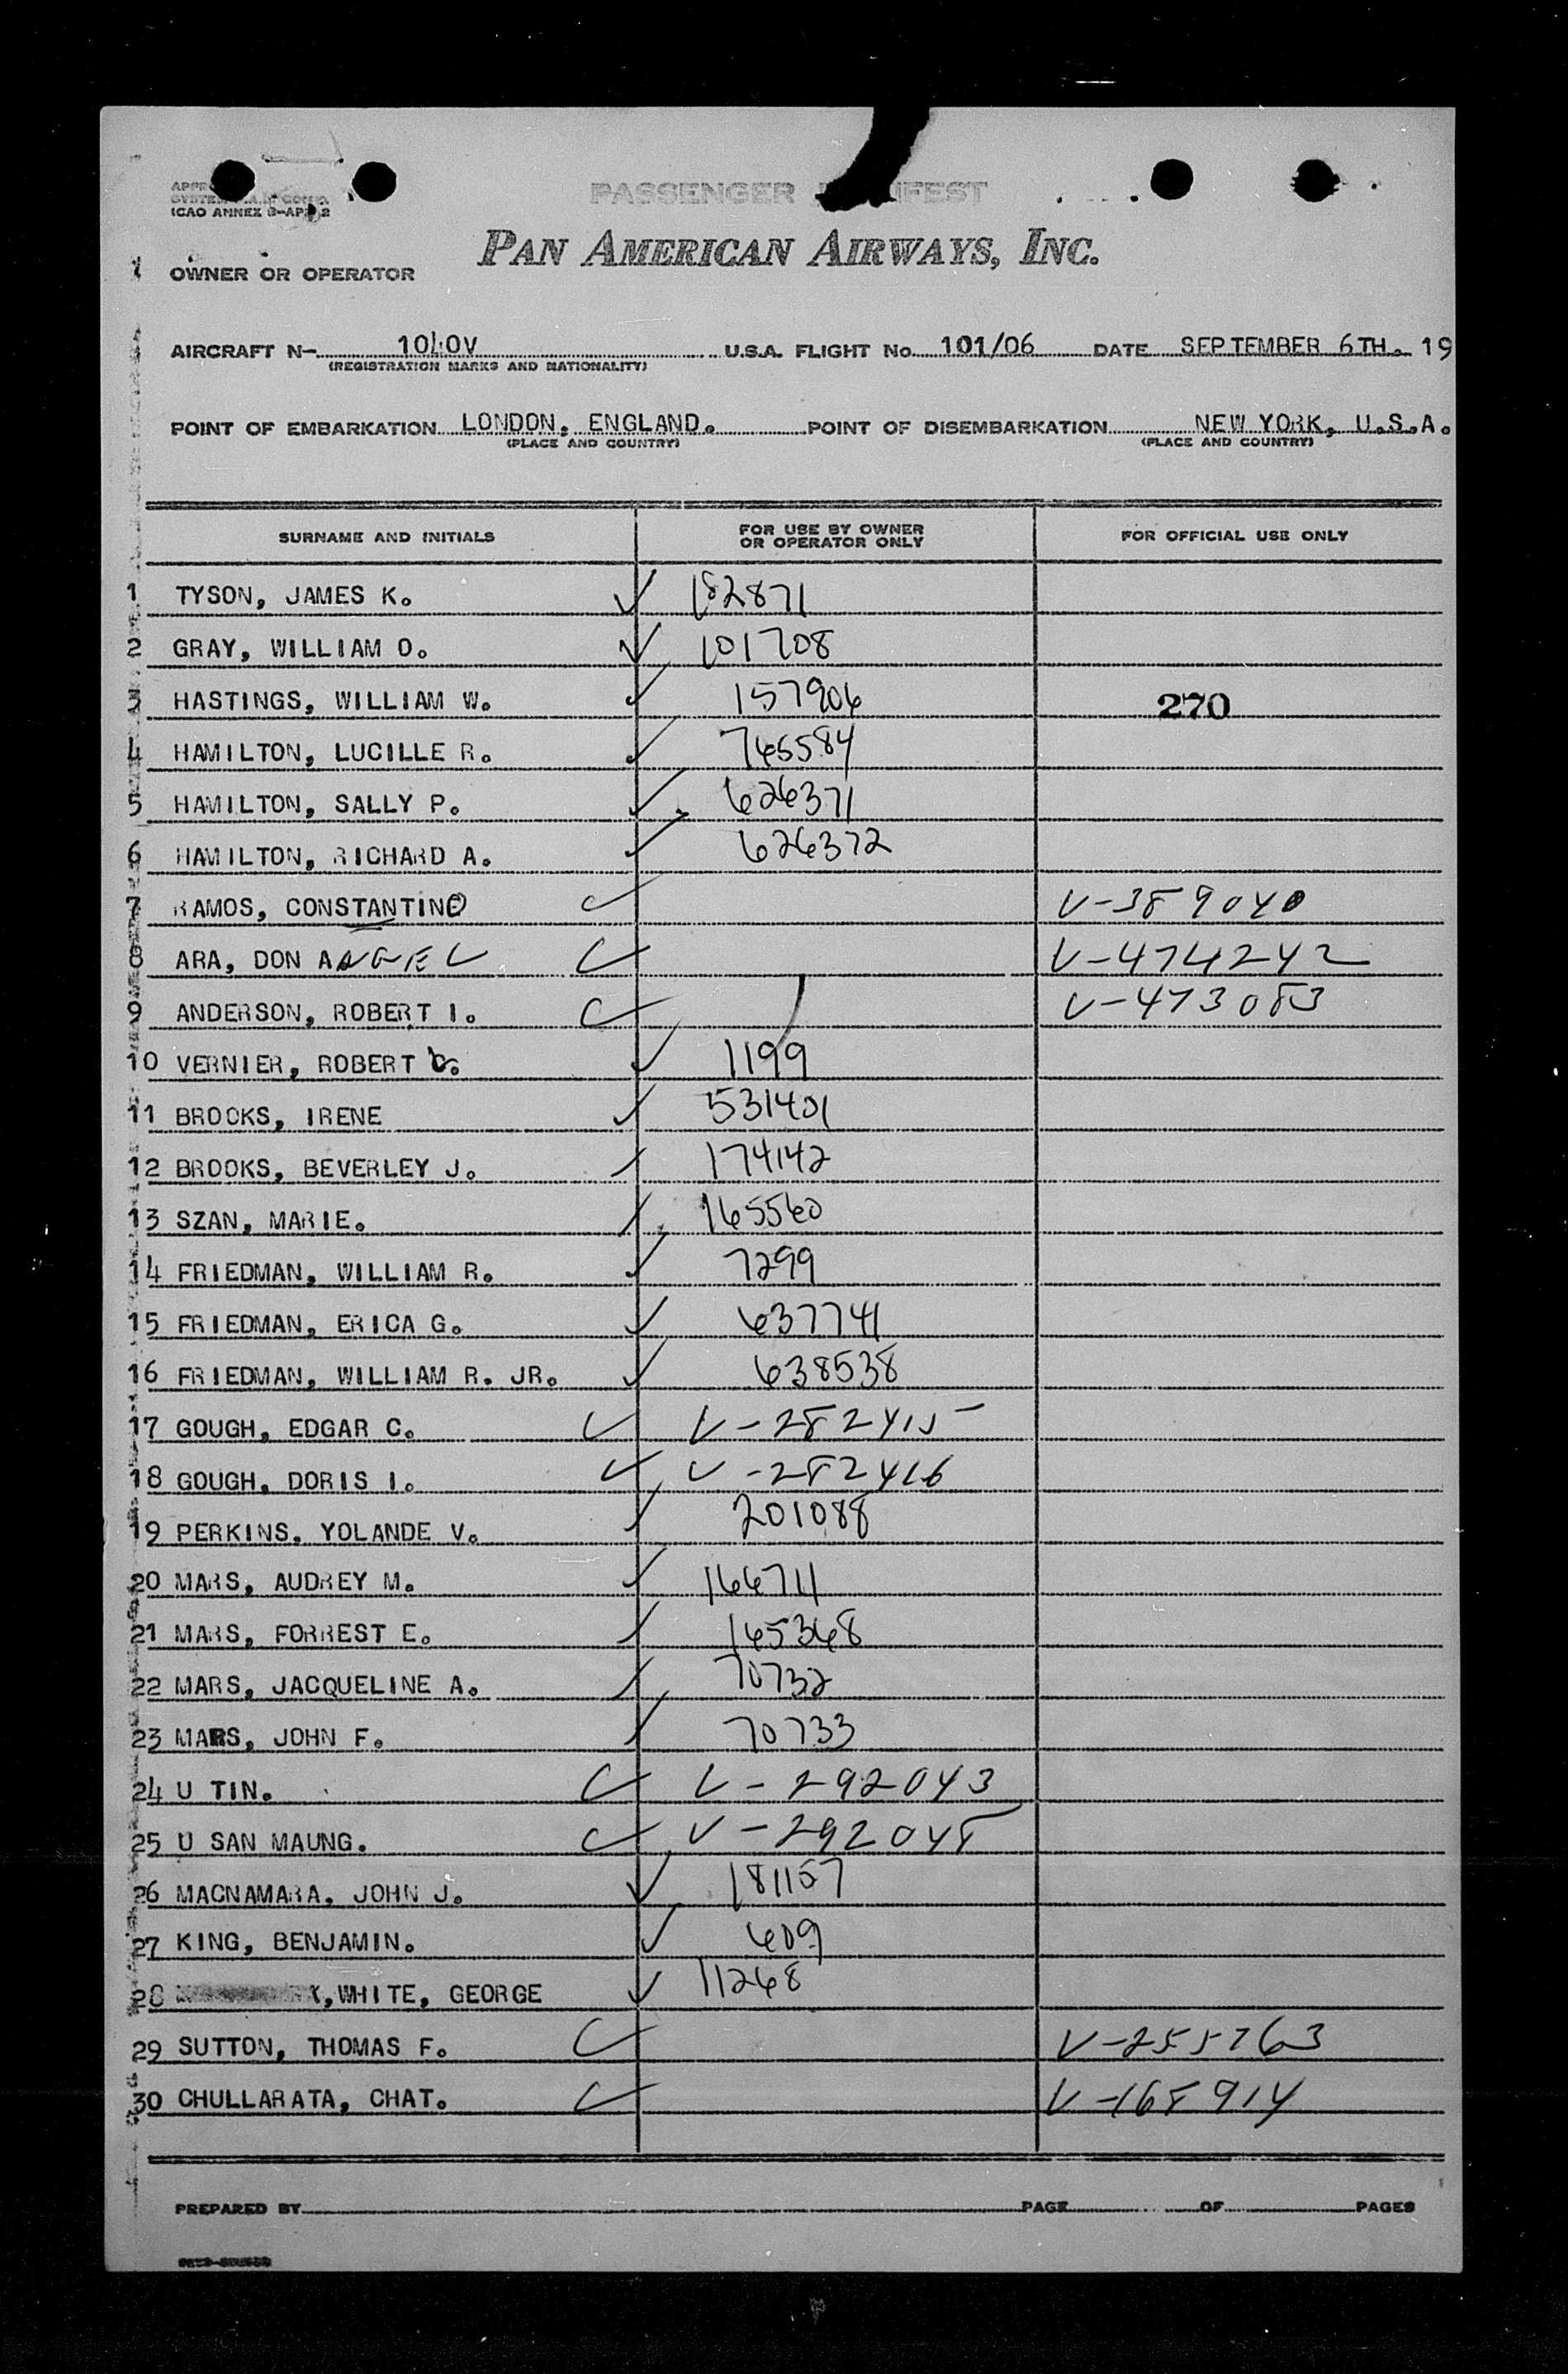 PASSENGER
ICAO ANNEX 9-AP
PAN AMERICAN AIRWAYS, INC.
OWNER OR OPERATOR
AIRCRAFT N- 1040V U.S.A. FLIGHT No. 101/06 DATE SEPTEMBER 6TH. 19
(REGISTRATION MARKS AND NATIONALITY)
POINT OF EMBARKATION LONDON, ENGLAND. POINT OF DISEMBARKATION NEW YORK, U.S.A.
(PLACE AND COUNTRY) (PLACE AND COUNTRY)
SURNAME AND INITIALS FOR USE BY OWNER OR OPERATOR ONLY FOR OFFICIAL USE ONLY
1 TYSON, JAMES K. 182871
2 GRAY, WILLIAM O. 101708
3 HASTINGS, WILLIAM W. 157906 270
4 HAMILTON, LUCILLE R. 745584
5 HAMILTON, SALLY P. 626371
6 HAMILTON, RICHARD A. 626372
7 RAMOS, CONSTANTINO V-389040
8 ARA, DON ANGEL V-474242
9 ANDERSON, ROBERT I. V-473083
10 VERNIER, ROBERT 1199
11 BROOKS, IRENE 531401
12 BROOKS, BEVERLEY J. 174142
13 SZAN, MARIE. 165560
14 FRIEDMAN, WILLIAM R. 7299
15 FRIEDMAN, ERICA G. 637741
16 FRIEDMAN, WILLIAM R. JR. 638538
17 GOUGH, EDGAR C. V-282415
18 GOUGH, DORIS I. V-282416
19 PERKINS, YOLANDE V. 201088
20 MARS, AUDREY M. 166711
21 MARS, FORREST E. 165368
22 MARS, JACQUELINE A. 70732
23 MARS, JOHN F. 70733
24 U TIN. V-292043
25 U SAN MAUNG. V-292045
26 MACNAMARA, JOHN J. 181157
27 KING, BENJAMIN. 609
28 WHITE, GEORGE 11268
29 SUTTON, THOMAS F. V-255763
30 CHULLARATA, CHAT. V-168914
PREPARED BY PAGE OF PAGES